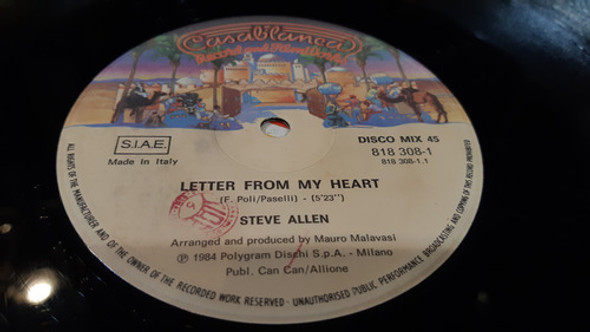 Casablanca
Record and FilmWorks
S.I.A.E.
Made in Italy
DISCO MIX 45
818 308-1
818 308-1.1
LETTER FROM MY HEART
(F. Poli/Paselli) - (5'23")
STEVE ALLEN
Arranged and produced by Mauro Malavasi
℗ 1984 Polygram Dischi S.p.A. - Milano
Publ. Can Can/Allione
ALL RIGHTS OF THE MANUFACTURER AND OF THE OWNER OF THE RECORDED WORK RESERVED - UNAUTHORISED PUBLIC PERFORMANCE BROADCASTING AND COPYING OF THIS RECORD PROHIBITED